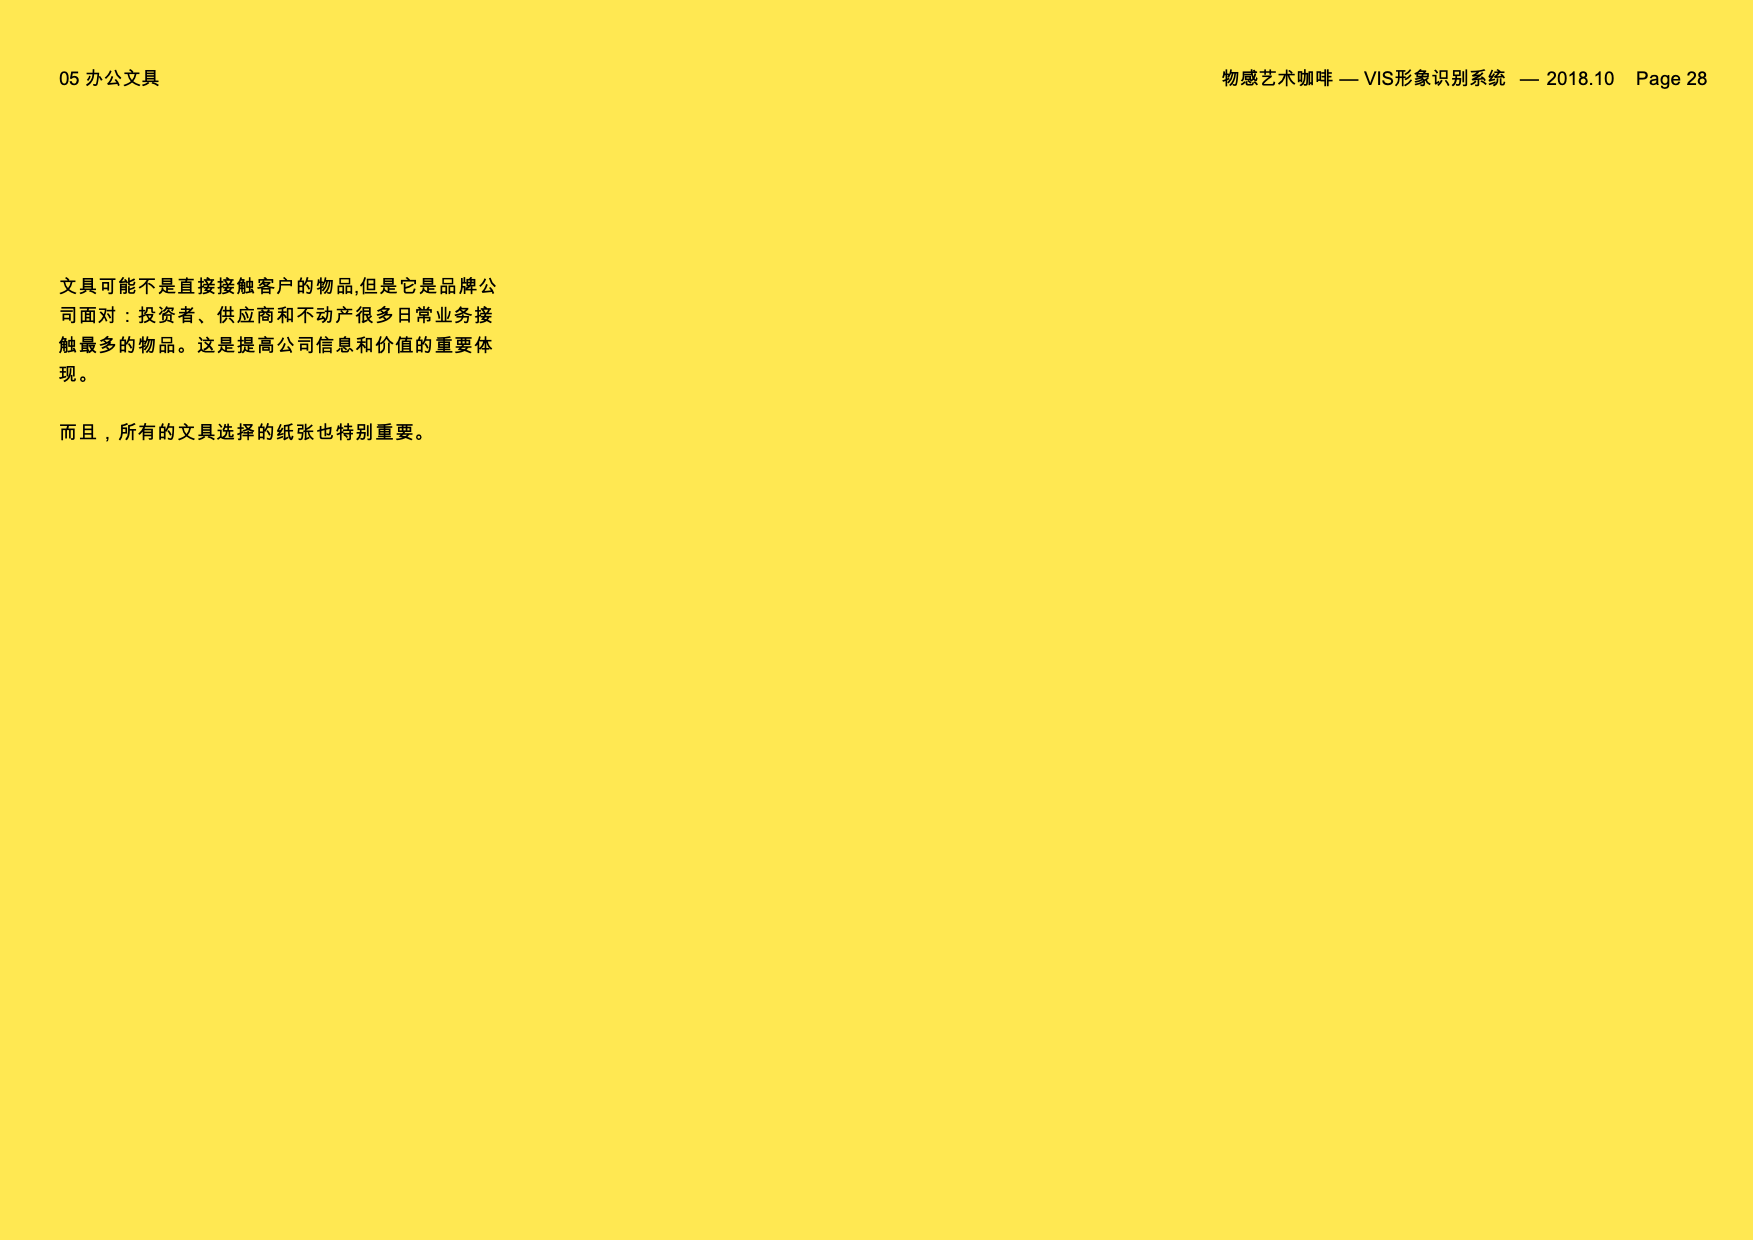 05 办公文具
物感艺术咖啡 — VIS形象识别系统 — 2018.10 Page 28
文具可能不是直接接触客户的物品,但是它是品牌公
司面对：投资者、供应商和不动产很多日常业务接
触最多的物品。这是提高公司信息和价值的重要体
现。
而且，所有的文具选择的纸张也特别重要。